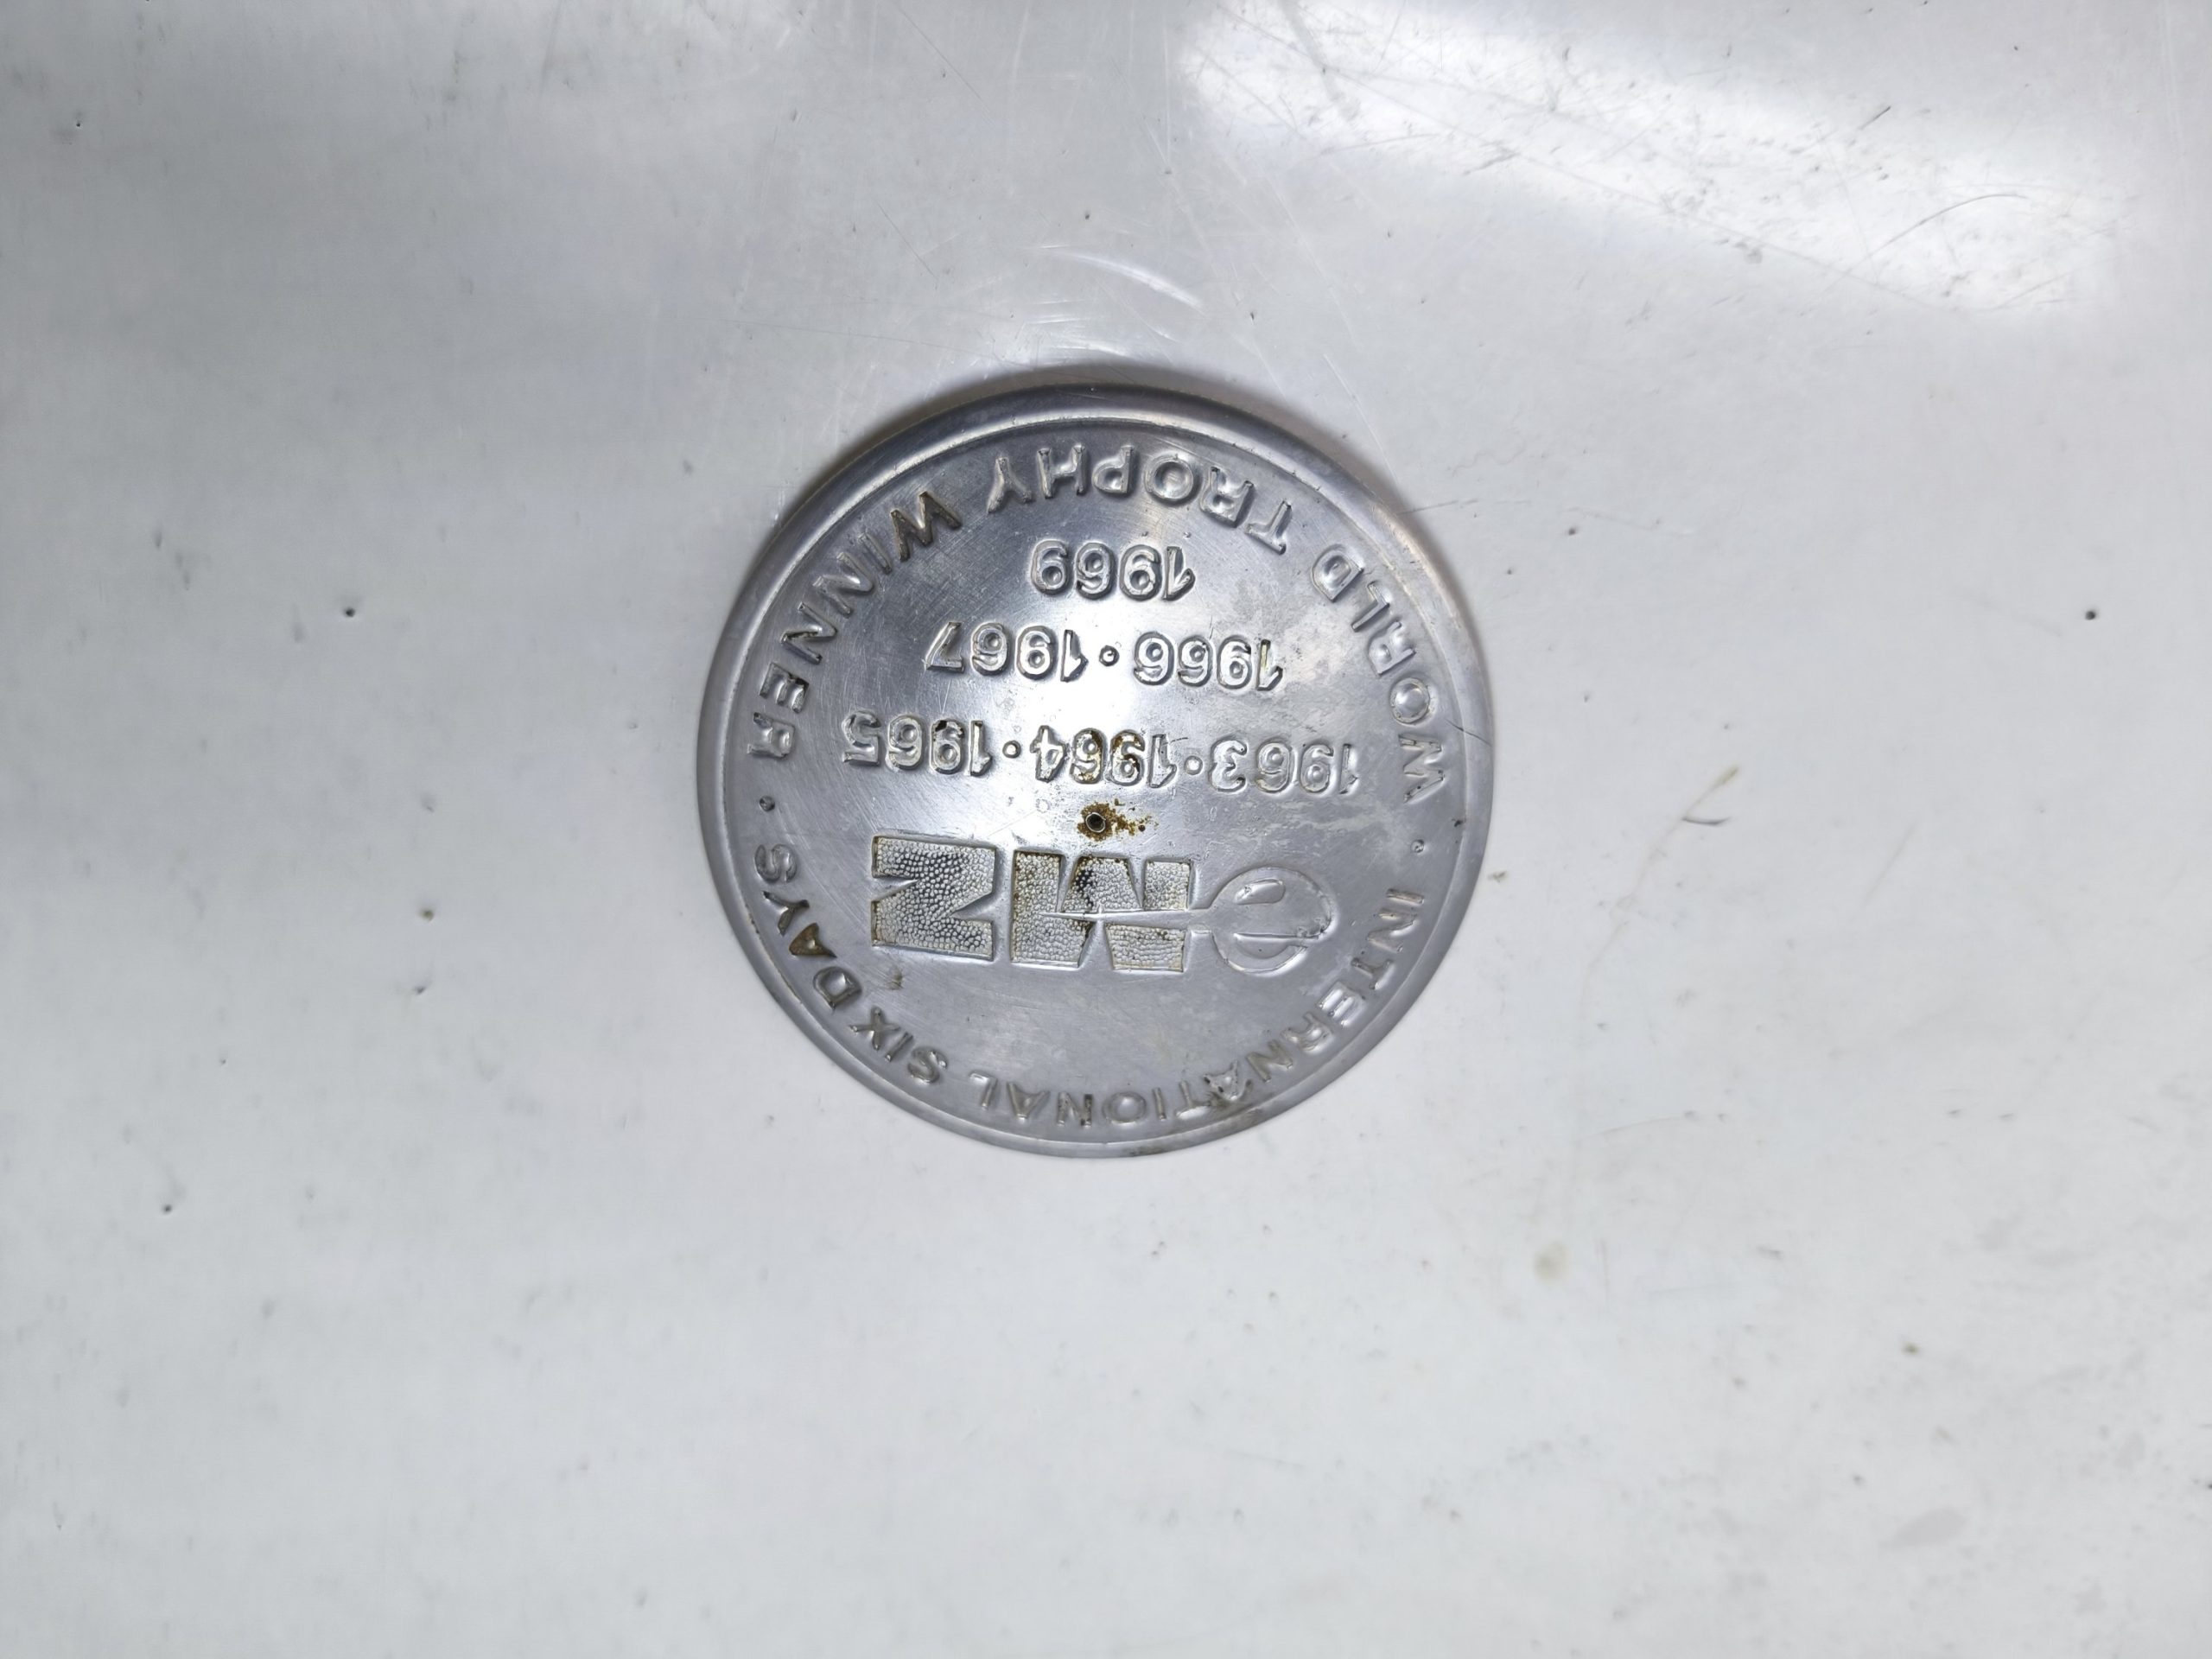 INTERNATIONAL SIX DAYS ·
MZ
1963·1964·1965
1966·1967
1969
WORLD TROPHY WINNER ·